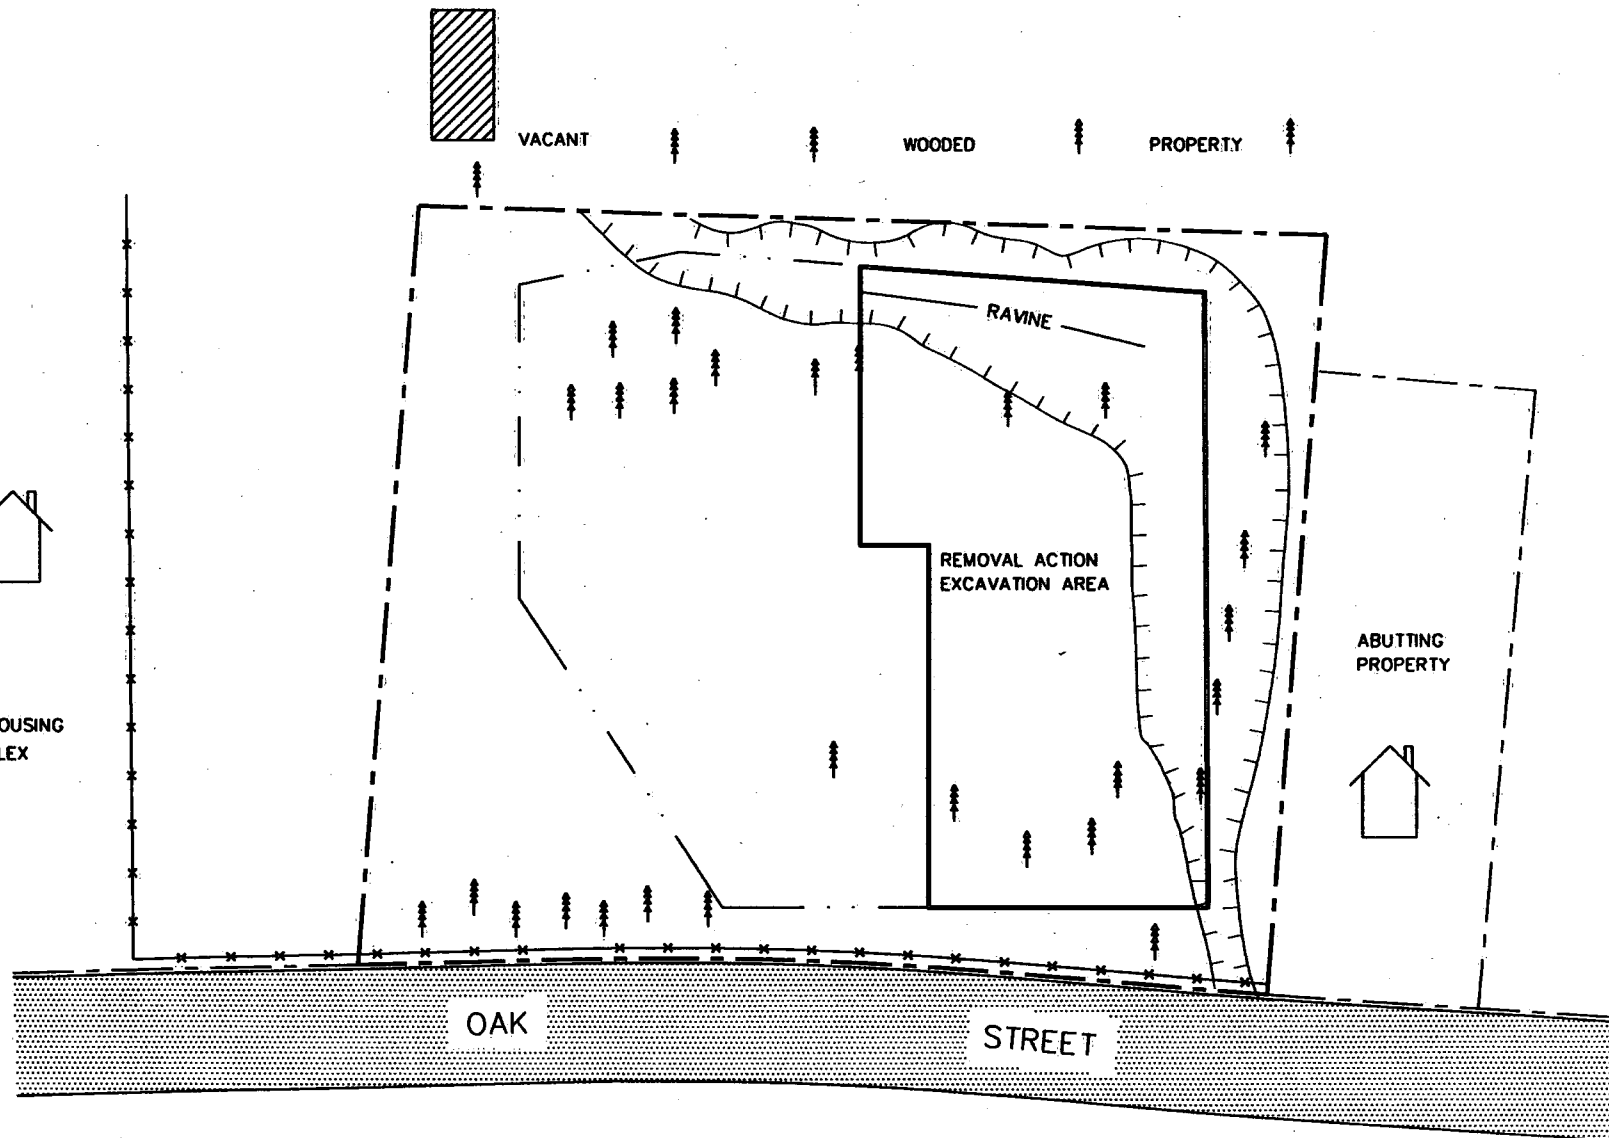 VACANT WOODED PROPERTY
RAVINE
REMOVAL ACTION
EXCAVATION AREA
ABUTTING
PROPERTY
OUSING
LEX
OAK STREET